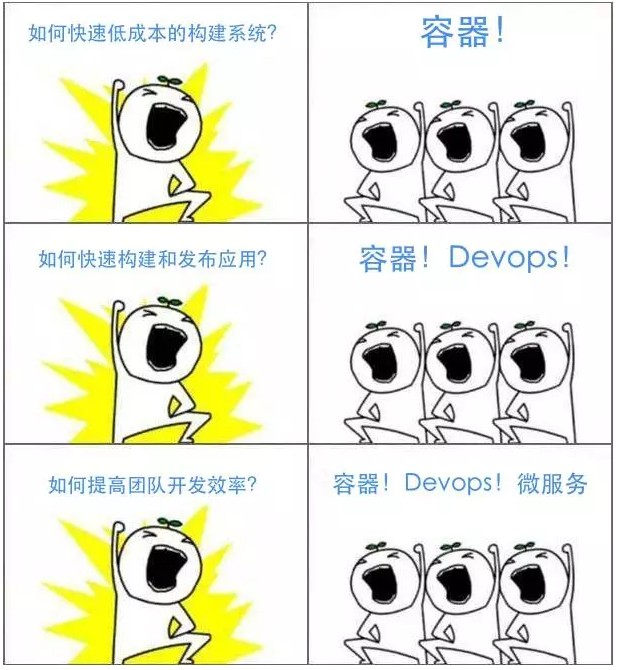 如何快速低成本的构建系统?
容器!
如何快速构建和发布应用?
容器! Devops!
如何提高团队开发效率?
容器! Devops! 微服务